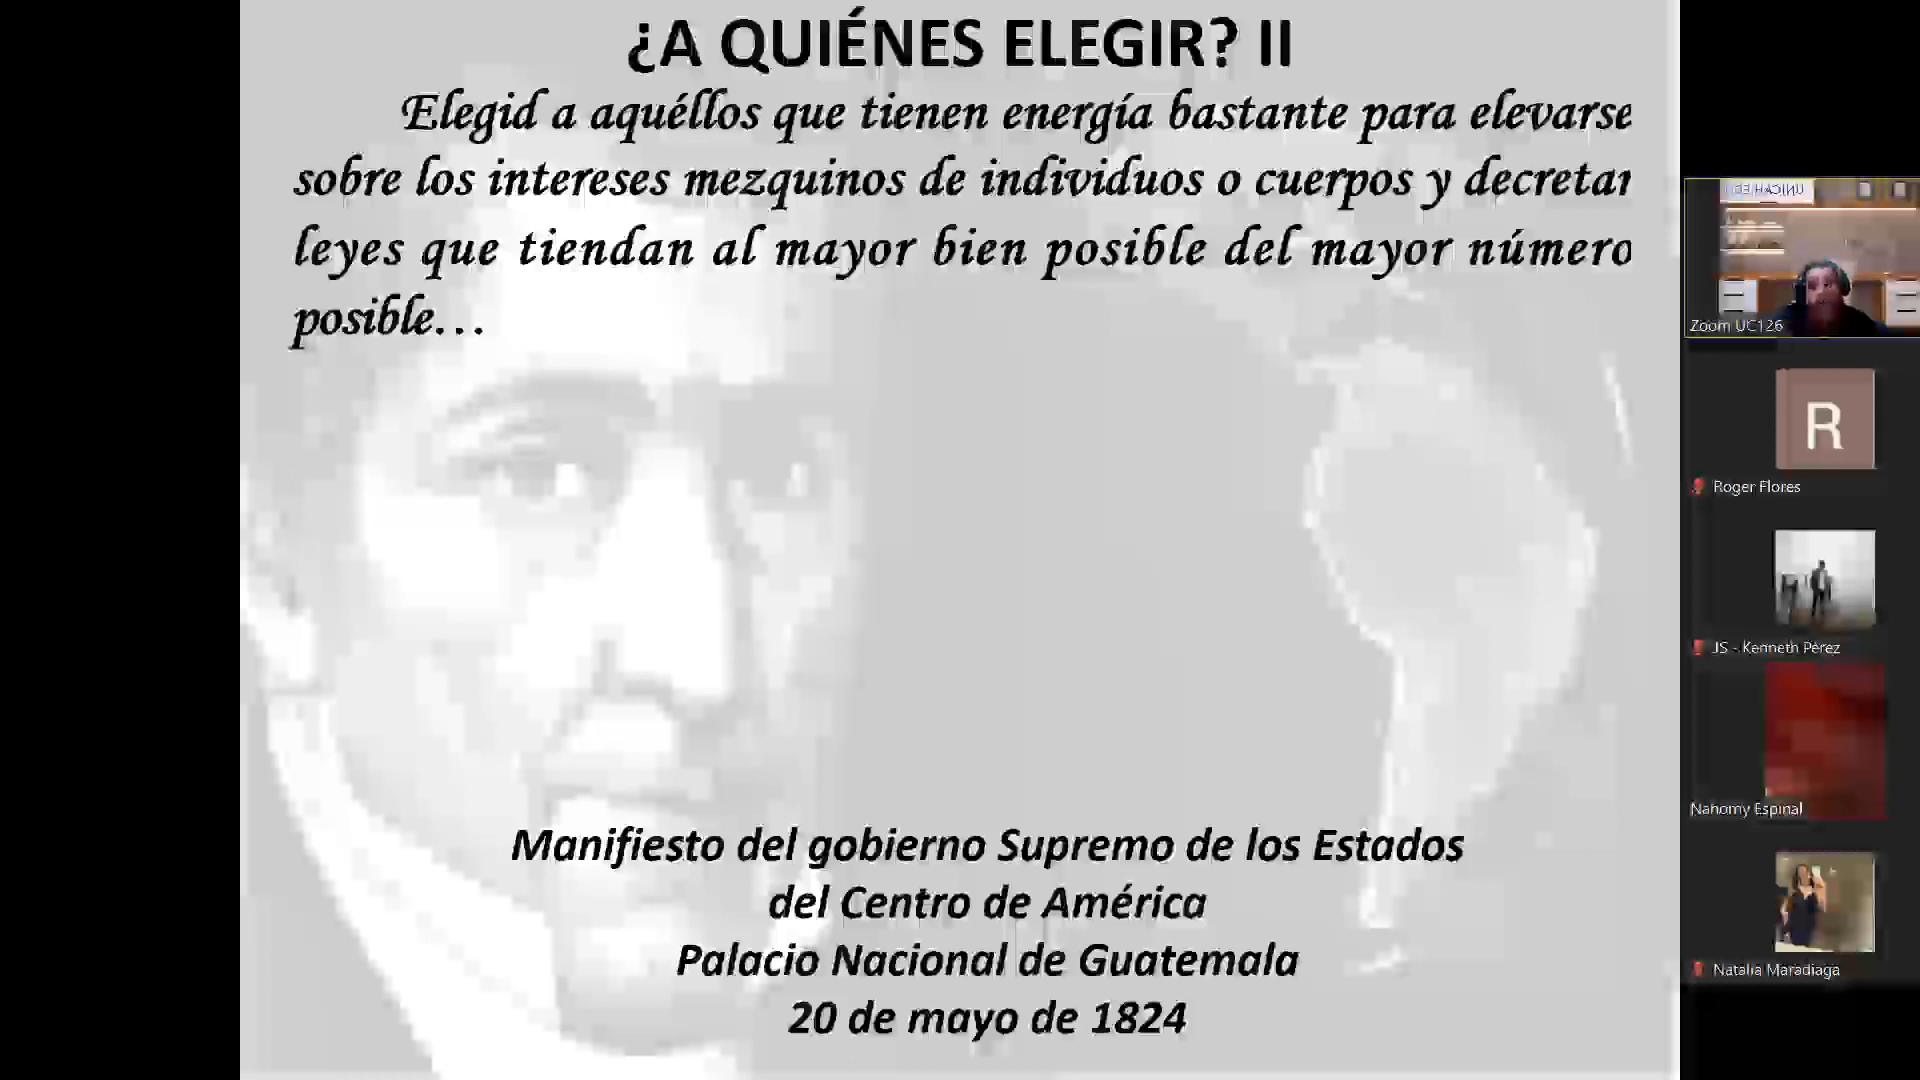 ¿A QUIÉNES ELEGIR? II
Elegid a aquéllos que tienen energía bastante para elevarse
sobre los intereses mezquinos de individuos o cuerpos y decretar
leyes que tiendan al mayor bien posible del mayor número
posible...
Manifiesto del gobierno Supremo de los Estados
del Centro de América
Palacio Nacional de Guatemala
20 de mayo de 1824
Zoom UC126
R
Roger Flores
JS - Kenneth Pérez
Nahomy Espinal
Natalia Maradiaga